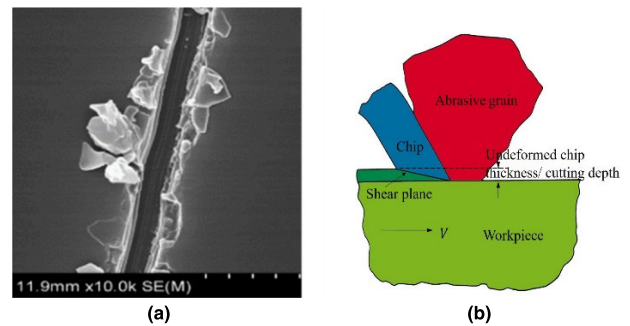 Abrasive grain
Chip
Undeformed chip
thickness/ cutting depth
Shear plane
V
Workpiece
11.9mm x10.0k SE(M)
(a)
(b)